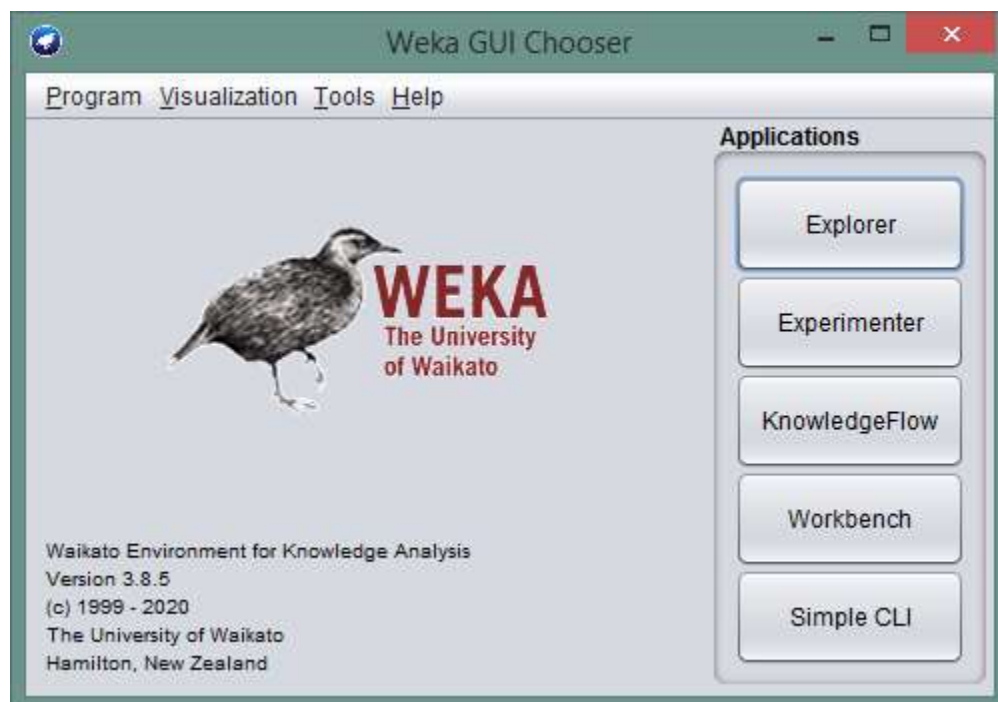 Weka GUI Chooser
Program Visualization Tools Help
Applications
Explorer
Experimenter
KnowledgeFlow
Workbench
Simple CLI
WEKA
The University
of Waikato
Waikato Environment for Knowledge Analysis
Version 3.8.5
(c) 1999 - 2020
The University of Waikato
Hamilton, New Zealand